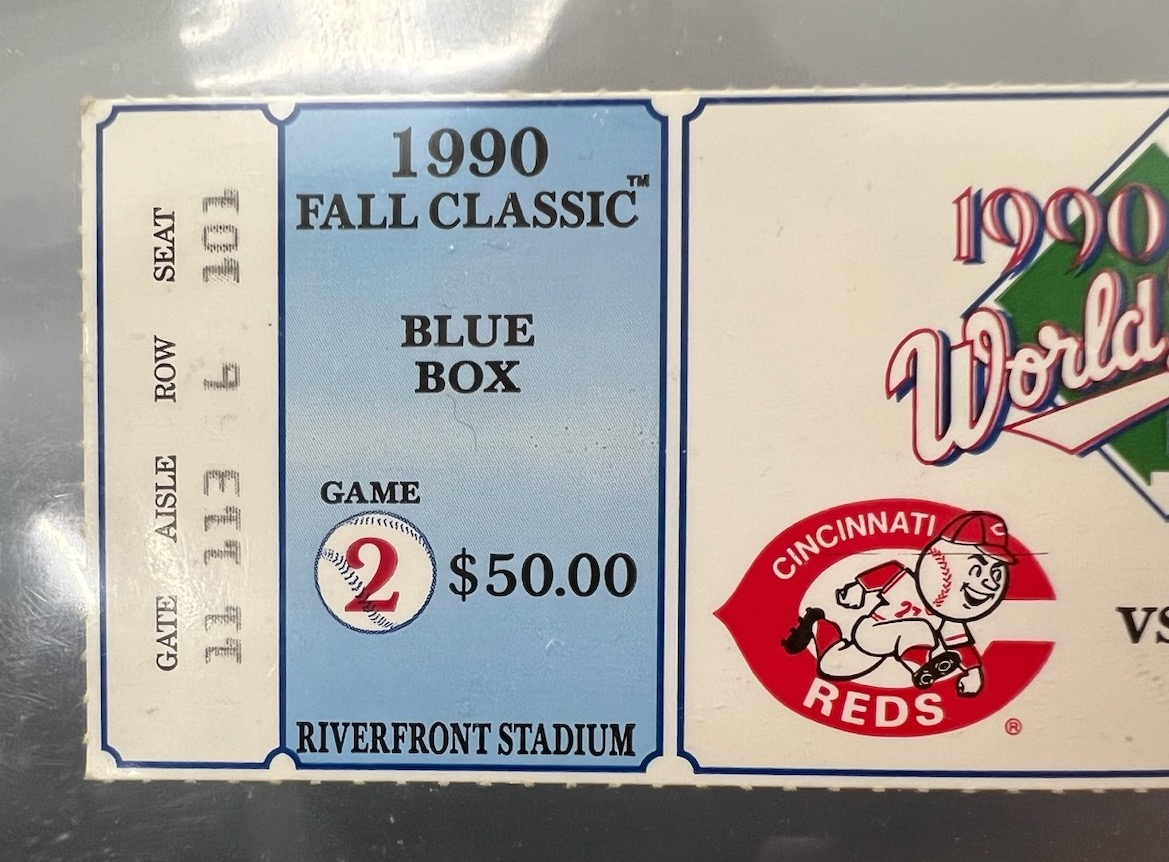 GATE AISLE ROW SEAT
11 113 101
1990
FALL CLASSIC™
BLUE
BOX
GAME
2 $50.00
RIVERFRONT STADIUM
1990
World
CINCINNATI
C
27
REDS
®
VS